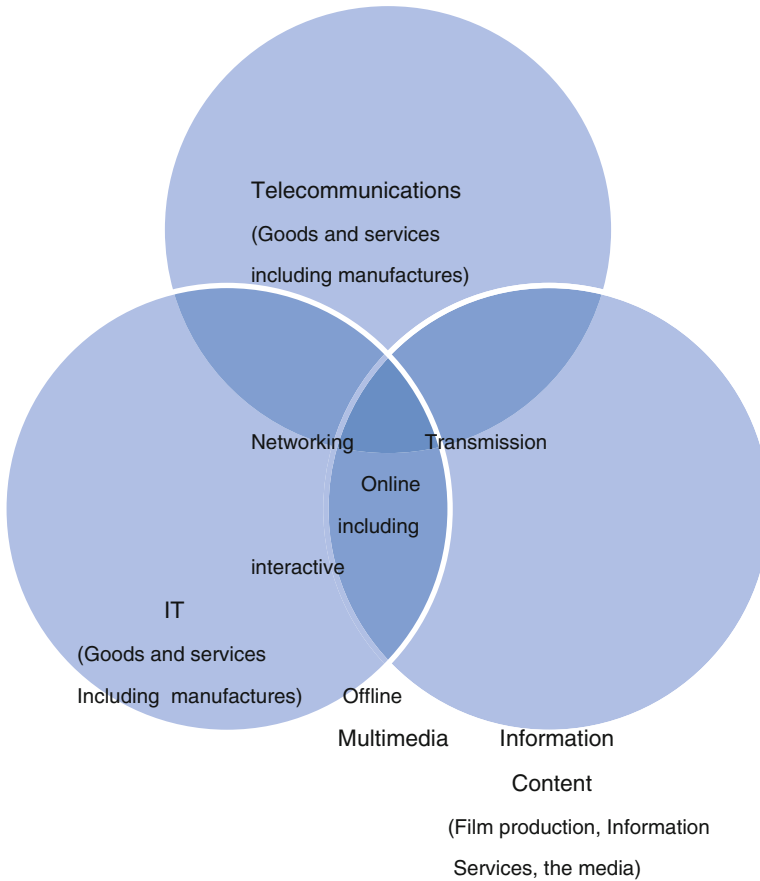 Telecommunications
(Goods and services
including manufactures)
Networking
Transmission
Online
including
interactive
IT
(Goods and services
Including manufactures)
Offline
Multimedia
Information
Content
(Film production, Information
Services, the media)